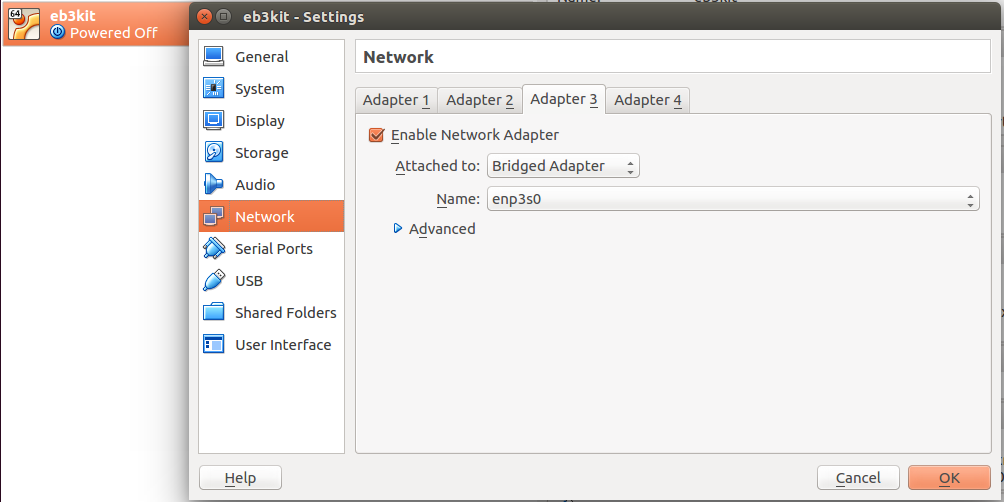 64
eb3kit
Powered Off
eb3kit - Settings
General
System
Display
Storage
Audio
Network
Serial Ports
USB
Shared Folders
User Interface
Network
Adapter 1 Adapter 2 Adapter 3 Adapter 4
Enable Network Adapter
Attached to: Bridged Adapter
Name: enp3s0
Advanced
Help Cancel OK